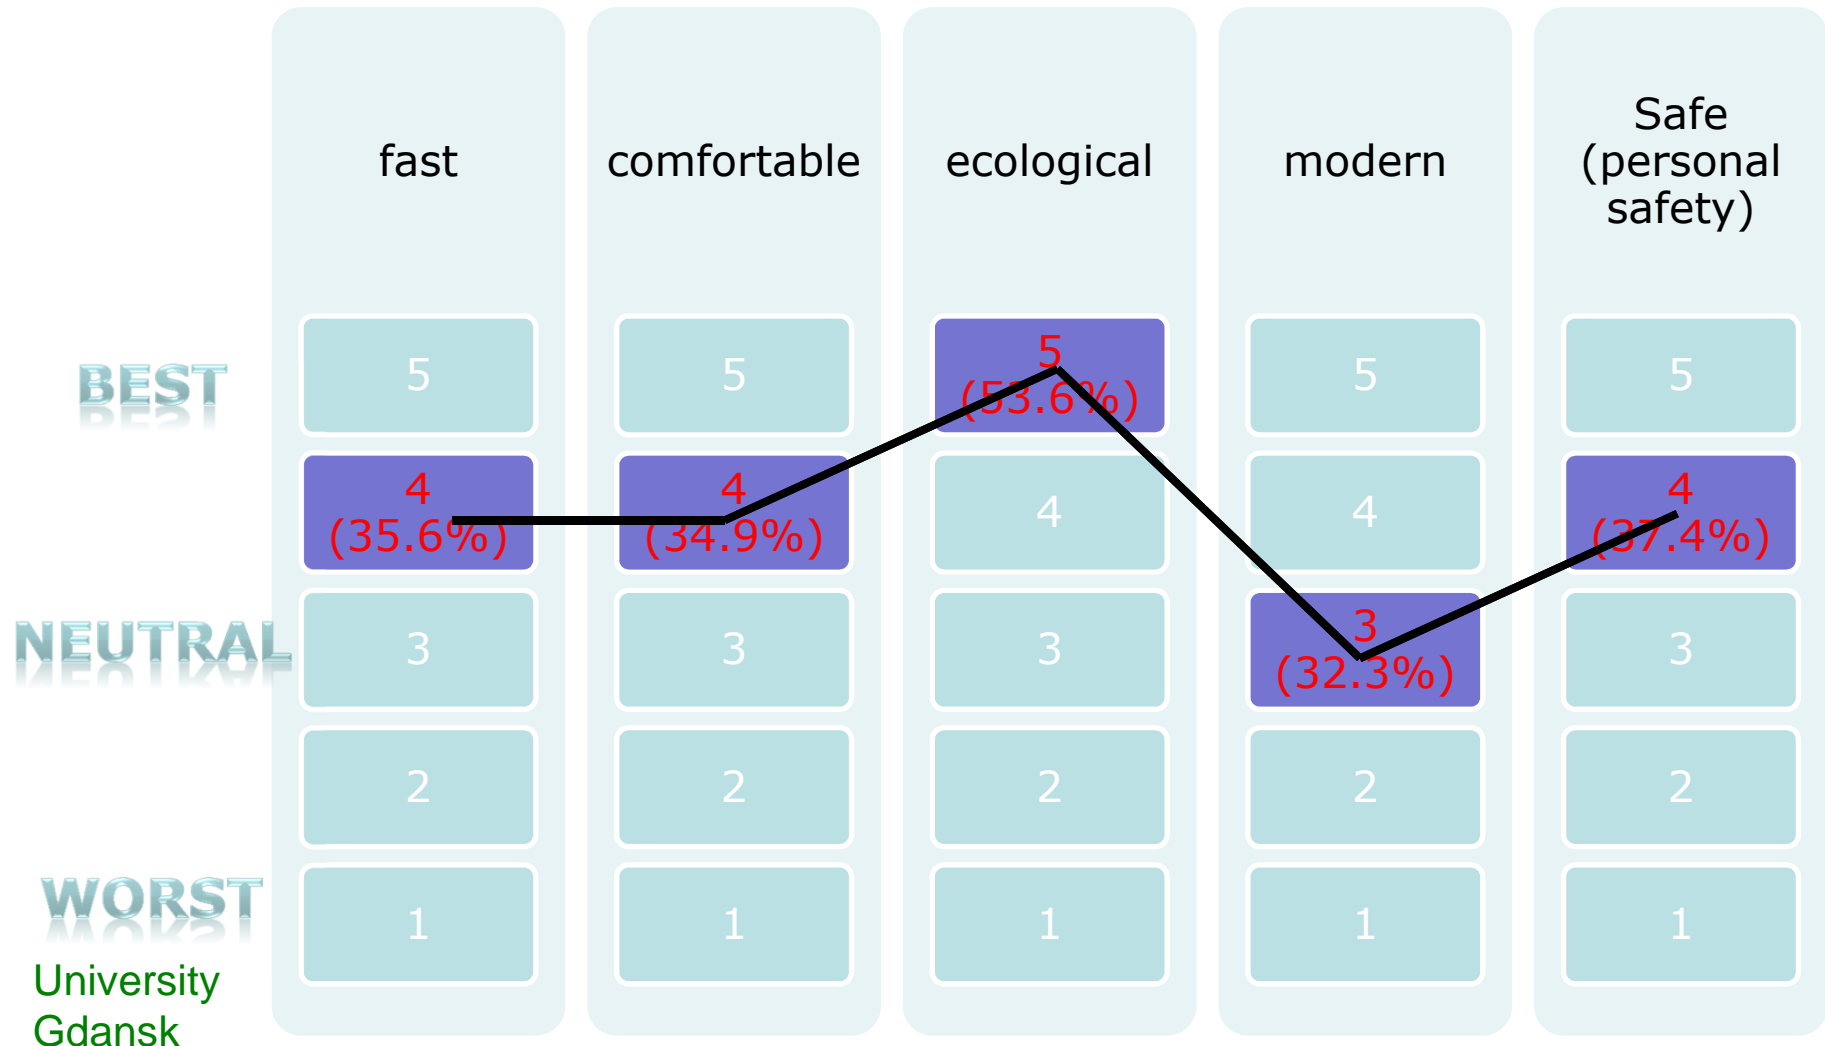 fast
comfortable
ecological
modern
Safe
(personal
safety)
BEST
5
5
5
(53.6%)
5
5
4
(35.6%)
4
(34.9%)
4
4
4
(37.4%)
NEUTRAL
3
3
3
3
(32.3%)
3
2
2
2
2
2
WORST
1
1
1
1
1
University
Gdansk